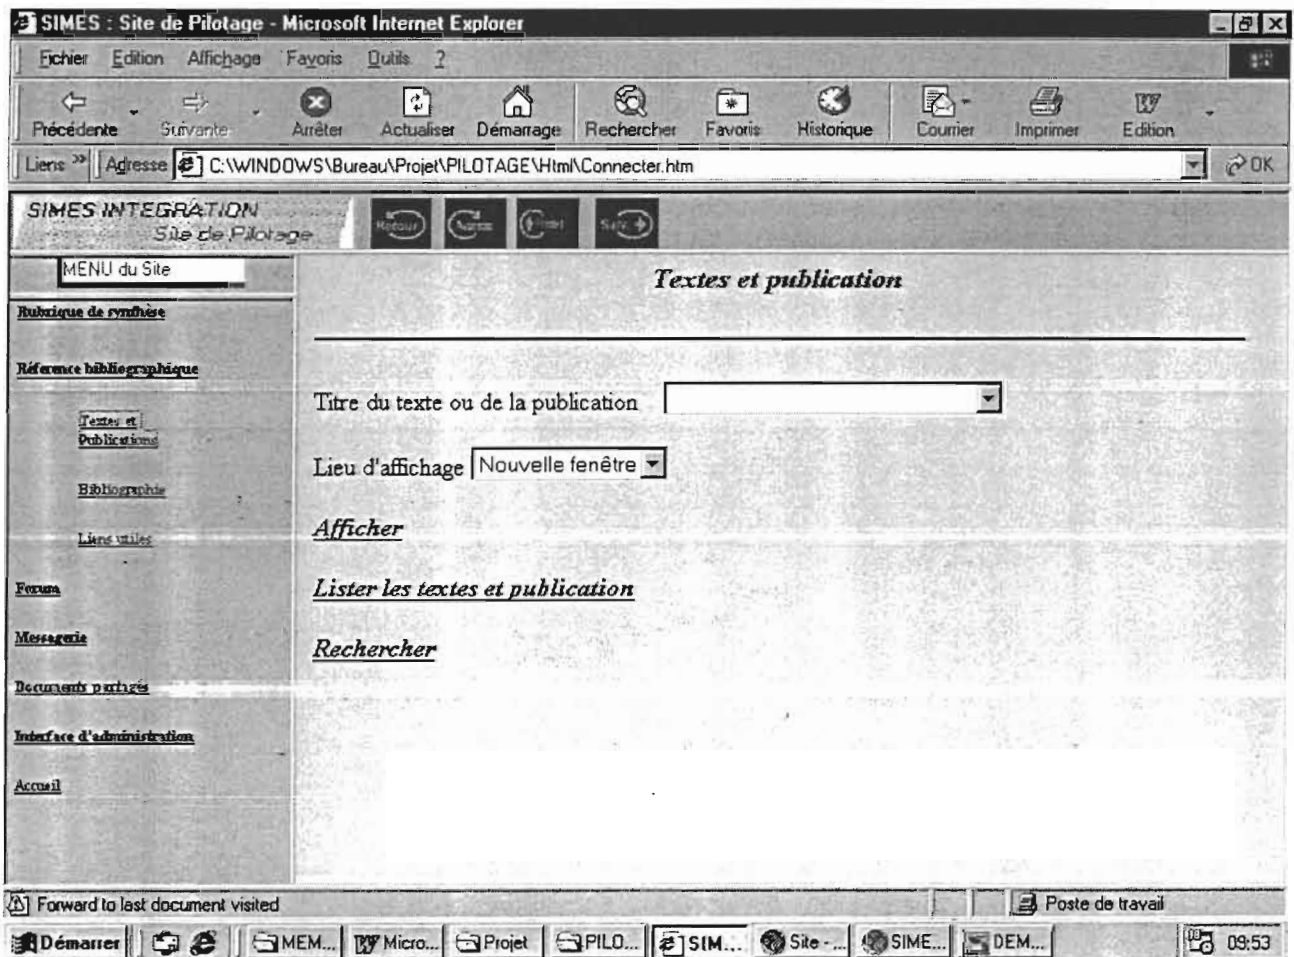 SIMES : Site de Pilotage - Microsoft Internet Explorer
Fichier Edition Affichage Favoris Outils ?
Précédente Suivante Arrêter Actualiser Démarrage Rechercher Favoris Historique Courrier Imprimer Edition
Liens » Adresse C:\WINDOWS\Bureau\Projet\PILOTAGE\Html\Connecter.htm OK
SIMES INTEGRATION
Site de Pilotage
Retour
MENU du Site
Textes et publication
Rubrique de synthèse
Réference bibliographique
Titre du texte ou de la publication
Textes et
Publications
Lieu d'affichage Nouvelle fenêtre
Bibliographie
Afficher
Liens utiles
Lister les textes et publication
Forum
Messagerie
Rechercher
Documents partagés
Interface d'administration
Accueil
Forward to last document visited Poste de travail
Démarrer MEM... Micro... Projet PILO... SIM... Site - ... SIME... DEM... 09:53